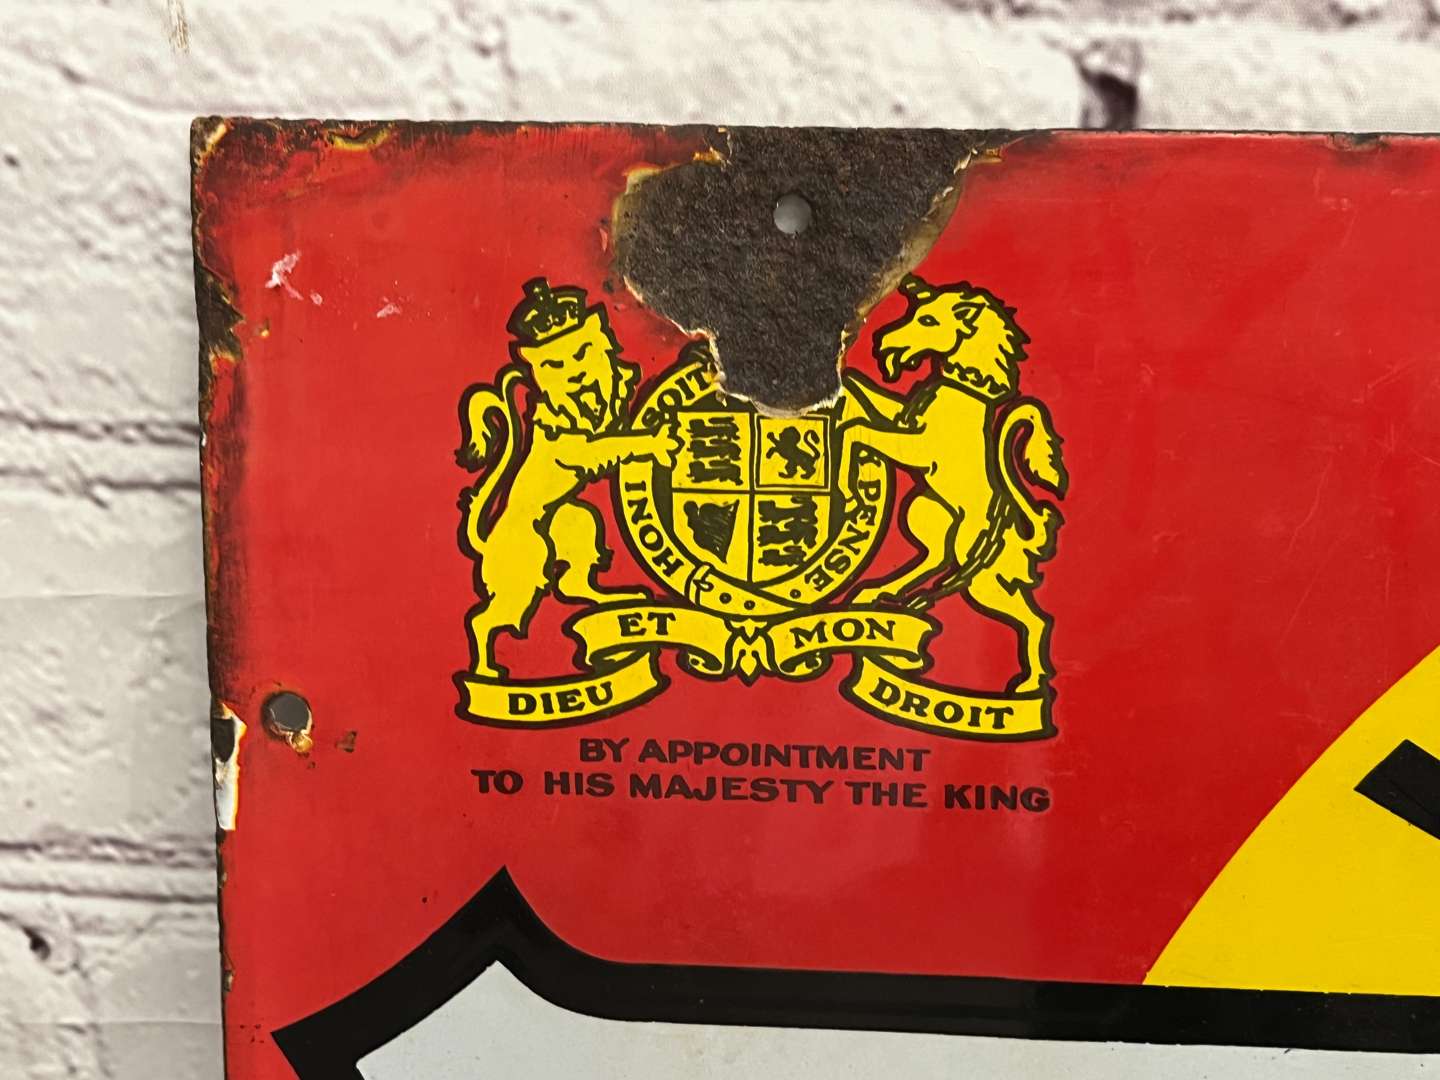 SOIT
HONI
PENSE
DIEU ET MON DROIT
BY APPOINTMENT
TO HIS MAJESTY THE KING